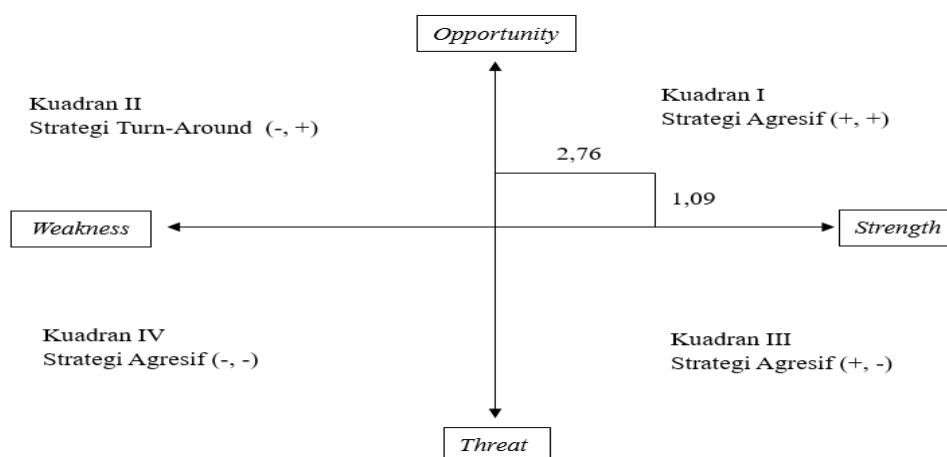 Opportunity
Kuadran II
Strategi Turn-Around (-, +)
Kuadran I
Strategi Agresif (+, +)
2,76
1,09
Weakness
Strength
Kuadran IV
Strategi Agresif (-, -)
Kuadran III
Strategi Agresif (+, -)
Threat